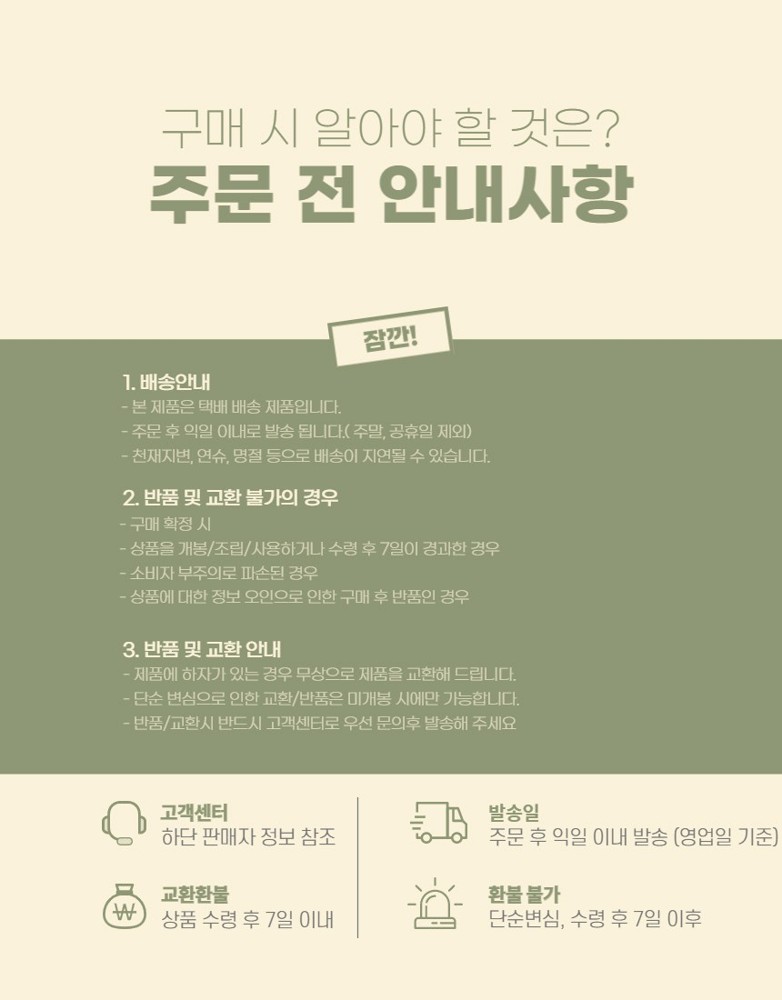 구매 시 알아야 할 것은?
주문 전 안내사항
잠깐!
1. 배송안내
- 본 제품은 택배 배송 제품입니다.
- 주문 후 익일 이내로 발송 됩니다.( 주말, 공휴일 제외)
- 천재지변, 연슈, 명절 등으로 배송이 지연될 수 있습니다.
2. 반품 및 교환 불가의 경우
- 구매 확정 시
- 상품을 개봉/조립/사용하거나 수령 후 7일이 경과한 경우
- 소비자 부주의로 파손된 경우
- 상품에 대한 정보 오인으로 인한 구매 후 반품인 경우
3. 반품 및 교환 안내
- 제품에 하자가 있는 경우 무상으로 제품을 교환해 드립니다.
- 단순 변심으로 인한 교환/반품은 미개봉 시에만 가능합니다.
- 반품/교환시 반드시 고객센터로 우선 문의후 발송해 주세요
고객센터
하단 판매자 정보 참조
발송일
주문 후 익일 이내 발송 (영업일 기준)
교환환불
상품 수령 후 7일 이내
환불 불가
단순변심, 수령 후 7일 이후